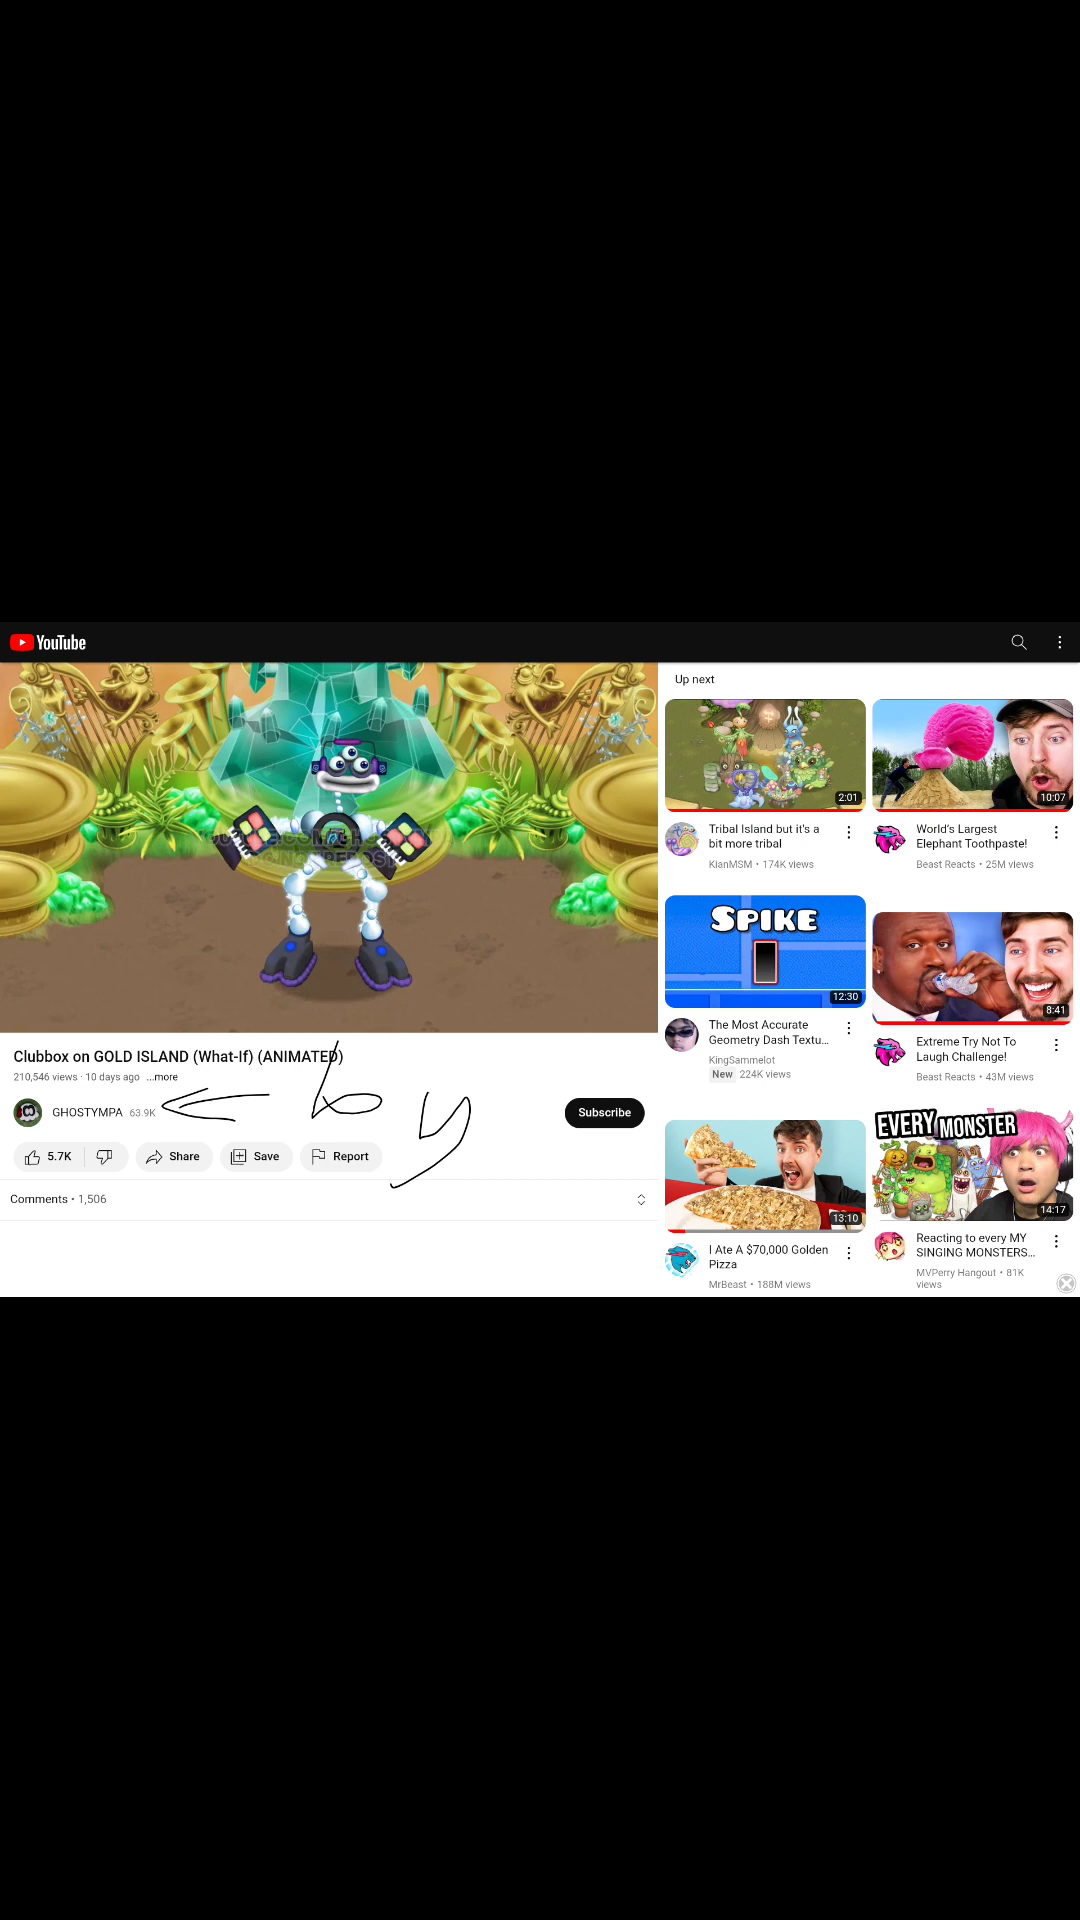 YouTube
Up next
2:01
Tribal Island but it's a
bit more tribal
KianMSM • 174K views
10:07
World's Largest
Elephant Toothpaste!
Beast Reacts • 25M views
SPIKE
12:30
The Most Accurate
Geometry Dash Textu...
KingSammelot
New 224K views
8:41
Extreme Try Not To
Laugh Challenge!
Beast Reacts • 43M views
13:10
I Ate A $70,000 Golden
Pizza
MrBeast • 188M views
EVERY MONSTER
14:17
Reacting to every MY
SINGING MONSTERS...
MVPerry Hangout • 81K
views
Clubbox on GOLD ISLAND (What-If) (ANIMATED)
210,546 views · 10 days ago ...more
GHOSTYMPA 63.9K
by
Subscribe
5.7K
Share
Save
Report
Comments • 1,506